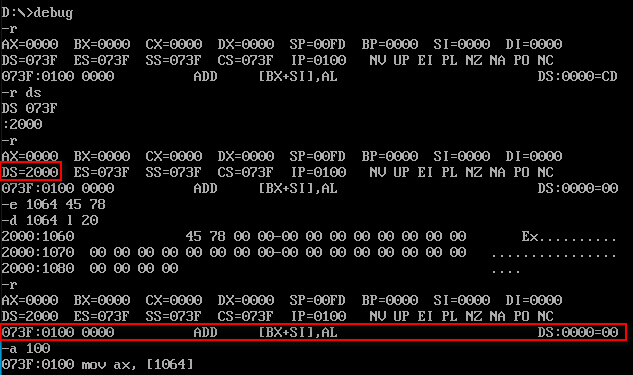 D:\>debug
-r
AX=0000  BX=0000  CX=0000  DX=0000  SP=00FD  BP=0000  SI=0000  DI=0000
DS=073F  ES=073F  SS=073F  CS=073F  IP=0100   NV UP EI PL NZ NA PO NC
073F:0100 0000          ADD     [BX+SI],AL                         DS:0000=CD
-r ds
DS 073F
:2000
-r
AX=0000  BX=0000  CX=0000  DX=0000  SP=00FD  BP=0000  SI=0000  DI=0000
DS=2000  ES=073F  SS=073F  CS=073F  IP=0100   NV UP EI PL NZ NA PO NC
073F:0100 0000          ADD     [BX+SI],AL                         DS:0000=00
-e 1064 45 78
-d 1064 l 20
2000:1060              45 78 00 00-00 00 00 00 00 00 00 00       Ex..........
2000:1070  00 00 00 00 00 00 00 00-00 00 00 00 00 00 00 00   ................
2000:1080  00 00 00 00                                       ....
-r
AX=0000  BX=0000  CX=0000  DX=0000  SP=00FD  BP=0000  SI=0000  DI=0000
DS=2000  ES=073F  SS=073F  CS=073F  IP=0100   NV UP EI PL NZ NA PO NC
073F:0100 0000          ADD     [BX+SI],AL                         DS:0000=00
-a 100
073F:0100 mov ax, [1064]